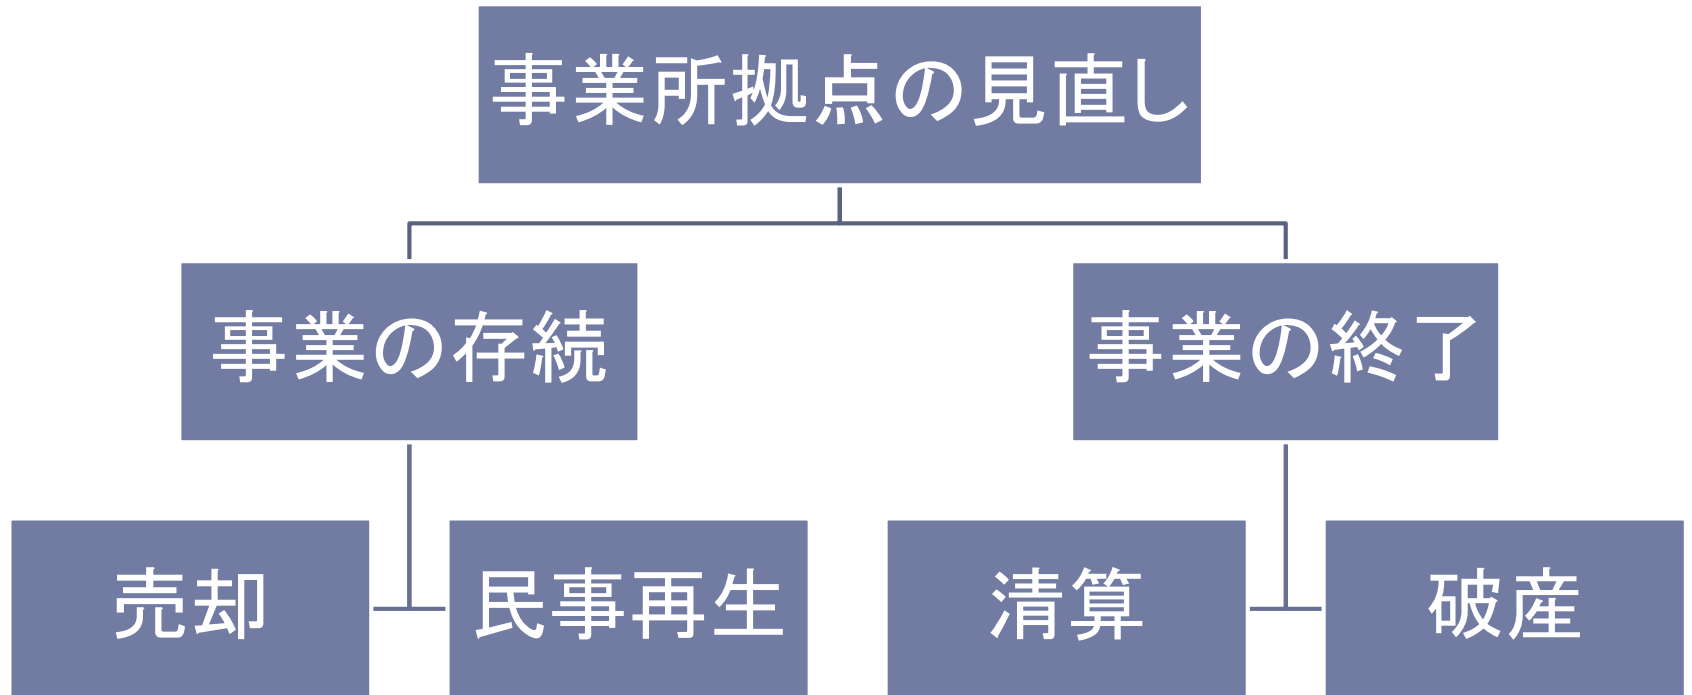 事業所拠点の見直し
事業の存続
事業の終了
売却
民事再生
清算
破産